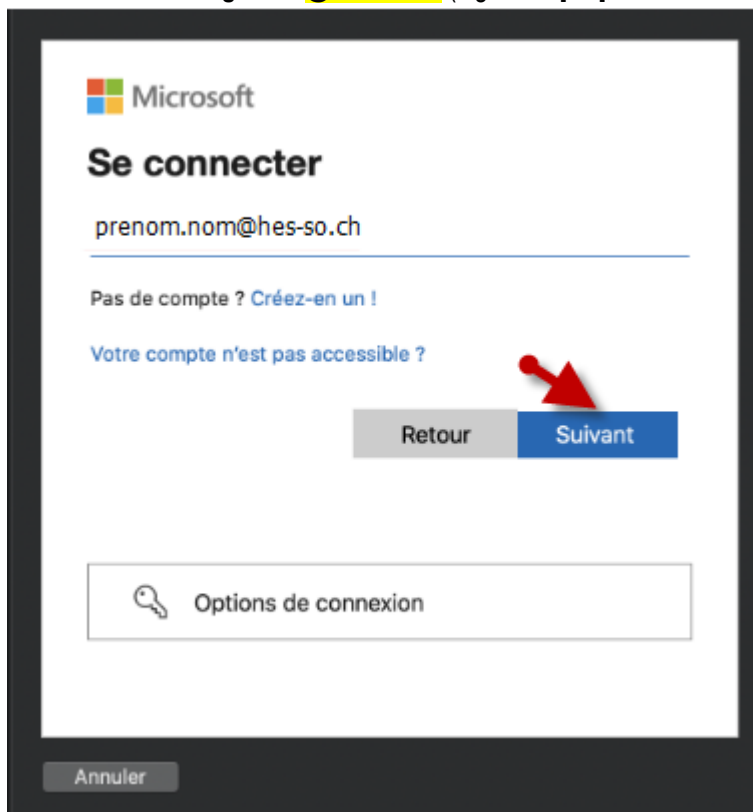 Microsoft
Se connecter
prenom.nom@hes-so.ch
Pas de compte ? Créez-en un !
Votre compte n'est pas accessible ?
Retour Suivant
Options de connexion
Annuler